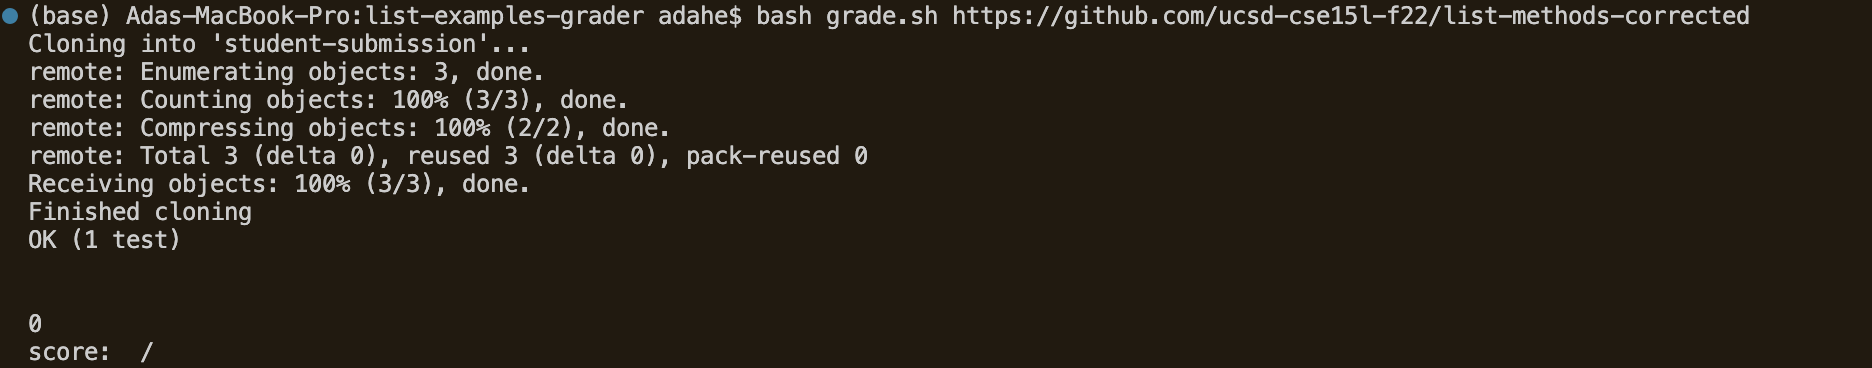 (base) Adas-MacBook-Pro:list-examples-grader adahe$ bash grade.sh https://github.com/ucsd-cse15l-f22/list-methods-corrected
Cloning into 'student-submission'...
remote: Enumerating objects: 3, done.
remote: Counting objects: 100% (3/3), done.
remote: Compressing objects: 100% (2/2), done.
remote: Total 3 (delta 0), reused 3 (delta 0), pack-reused 0
Receiving objects: 100% (3/3), done.
Finished cloning
OK (1 test)
0
score:  /